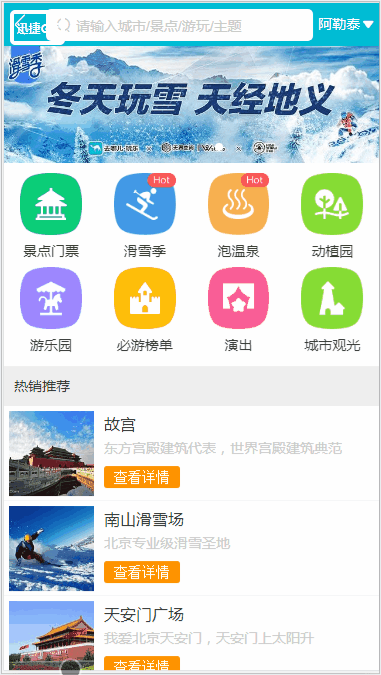 迅捷G
请输入城市/景点/游玩/主题
阿勒泰
滑雪季
冬天玩雪 天经地义
去哪儿·玩乐 x
Hot
Hot
景点门票
滑雪季
泡温泉
动植园
游乐园
必游榜单
演出
城市观光
热销推荐
故宫
东方宫殿建筑代表，世界宫殿建筑典范
查看详情
南山滑雪场
北京专业级滑雪圣地
查看详情
天安门广场
我爱北京天安门，天安门上太阳升
查看详情